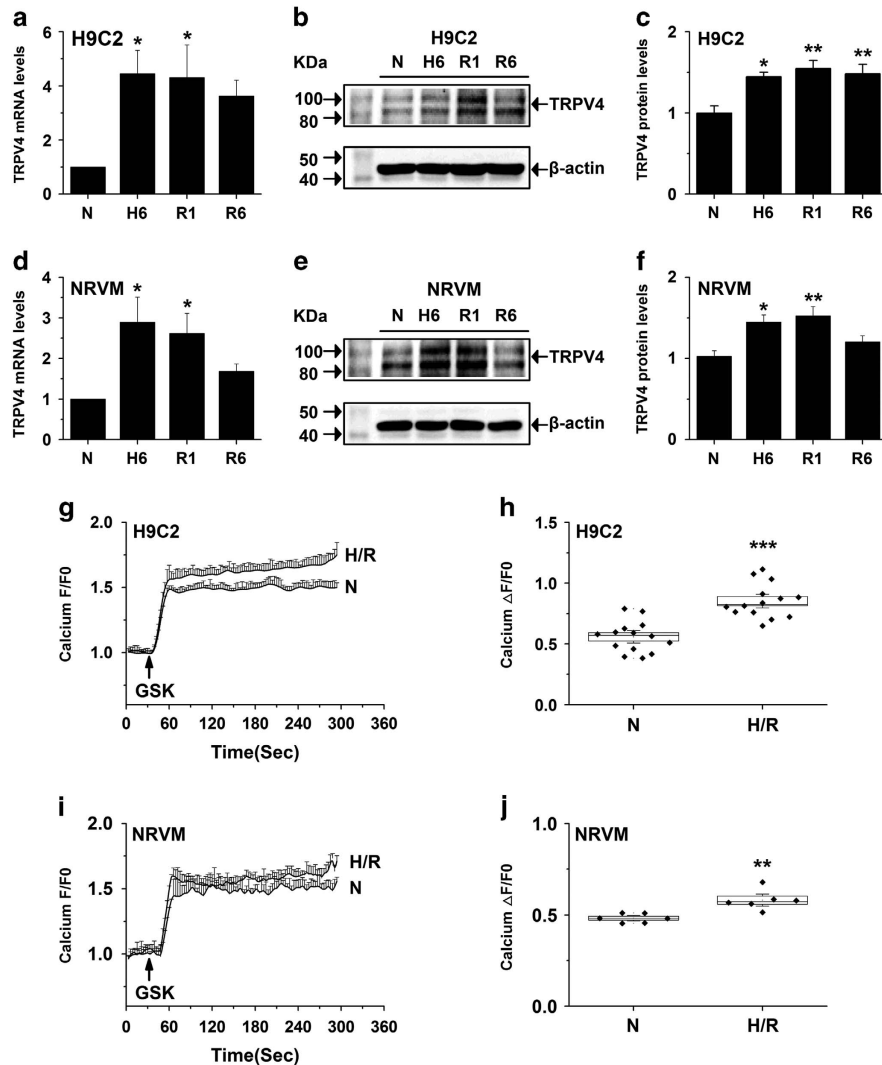 a
H9C2
TRPV4 mRNA levels
6
4
2
0
*
*
N H6 R1 R6
b
H9C2
KDa N H6 R1 R6
100
80
TRPV4
50
40
β-actin
c
H9C2
TRPV4 protein levels
2
1
0
*
**
**
N H6 R1 R6
d
NRVM
TRPV4 mRNA levels
4
3
2
1
0
*
*
N H6 R1 R6
e
NRVM
KDa N H6 R1 R6
100
80
TRPV4
50
40
β-actin
f
NRVM
TRPV4 protein levels
2
1
0
*
**
N H6 R1 R6
g
H9C2
Calcium F/F0
2.0
1.5
1.0
H/R
N
GSK
0 60 120 180 240 300 360
Time(Sec)
h
H9C2
Calcium △F/F0
1.5
1.0
0.5
0.0
***
N H/R
i
NRVM
Calcium F/F0
2.0
1.5
1.0
H/R
N
GSK
0 60 120 180 240 300 360
Time(Sec)
j
NRVM
Calcium △F/F0
1.0
0.5
0.0
**
N H/R